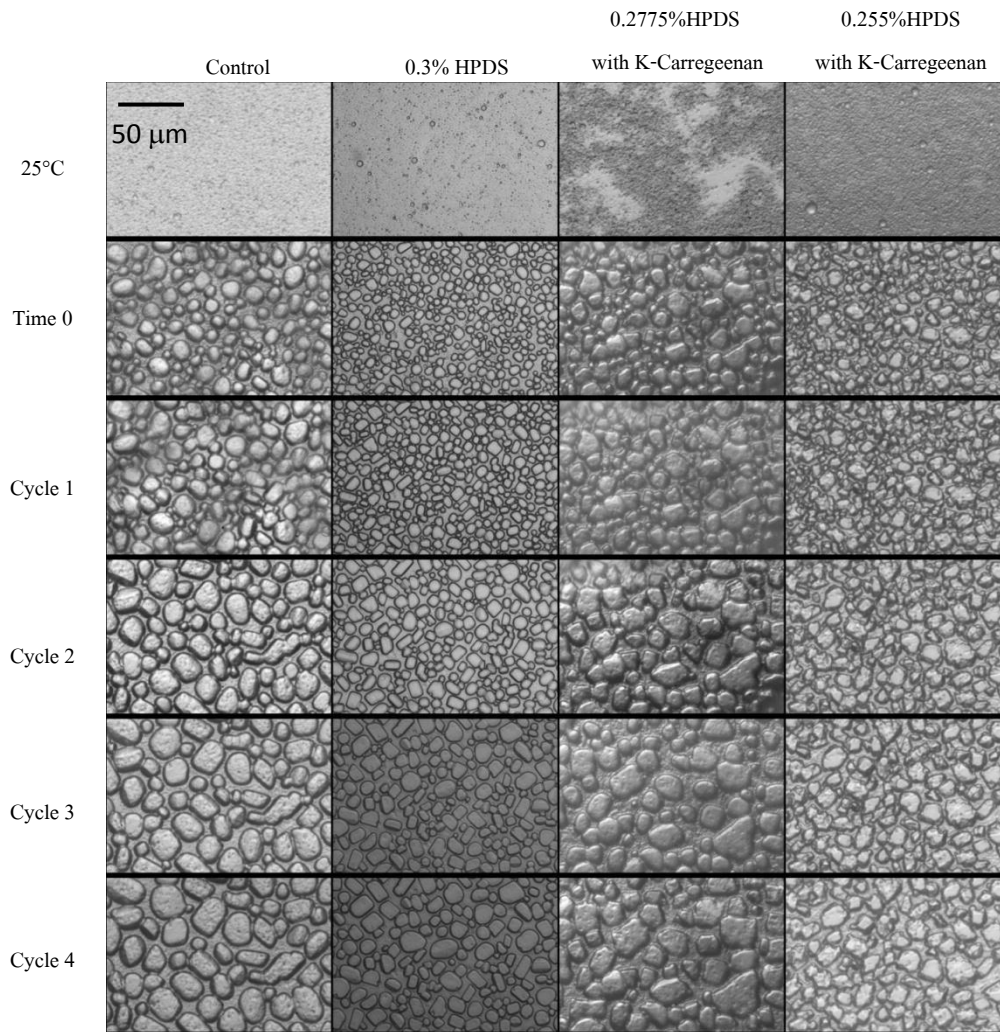 0.2775%HPDS
0.255%HPDS
Control
0.3% HPDS
with K-Carregeenan
with K-Carregeenan
50 μm
25°C
Time 0
Cycle 1
Cycle 2
Cycle 3
Cycle 4